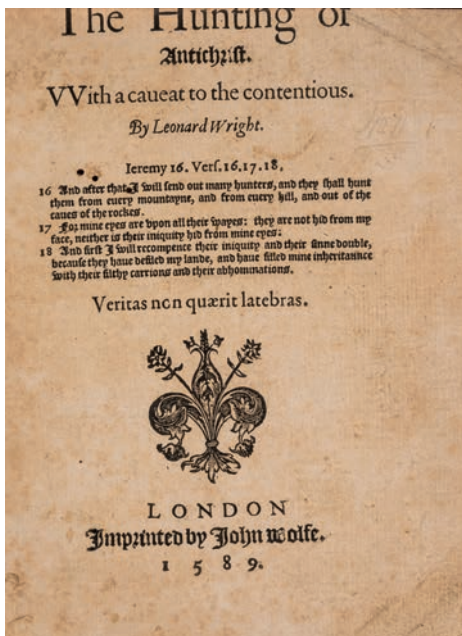 The Hunting of
Antichrist.
VVith a caueat to the contentious.
By Leonard Wright.
Ieremy 16. Vers. 16.17.18.
16 And after that I will send out many hunters, and they shall hunt
them from euery mountayne, and from euery hill, and out of the
caues of the rockes.
17 For mine eyes are vpon all their wayes: they are not hid from my
face, neither is their iniquity hid from mine eyes:
18 And first I will recompence their iniquity and their sinne double,
because they haue defiled my lande, and haue filled mine inheritaunce
with their filthy carrions and their abhominations.
Veritas non quærit latebras.
LONDON
Imprinted by Iohn Wolfe.
1589.